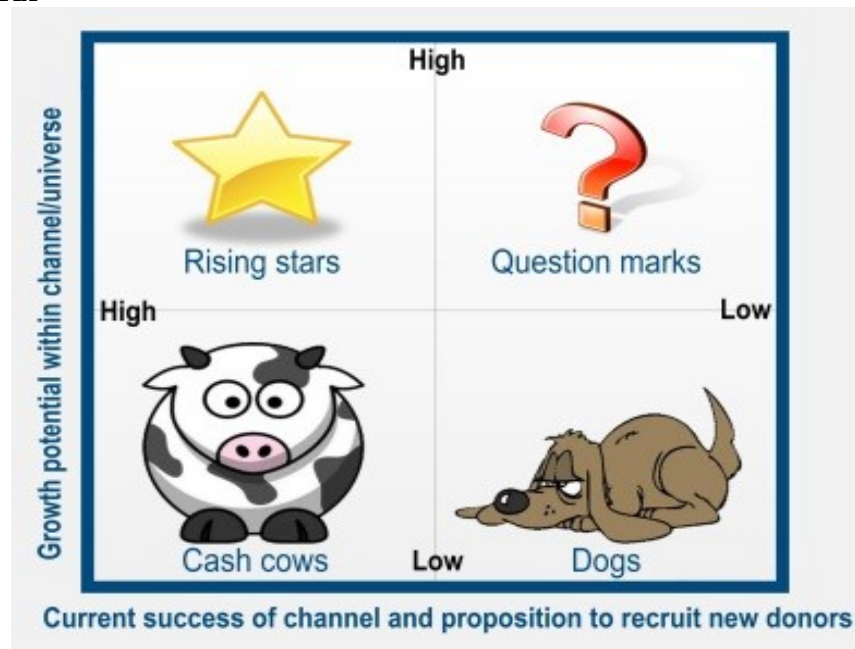 High
Growth potential within channel/universe
Rising stars
Question marks
High
Low
Cash cows
Low
Dogs
Current success of channel and proposition to recruit new donors